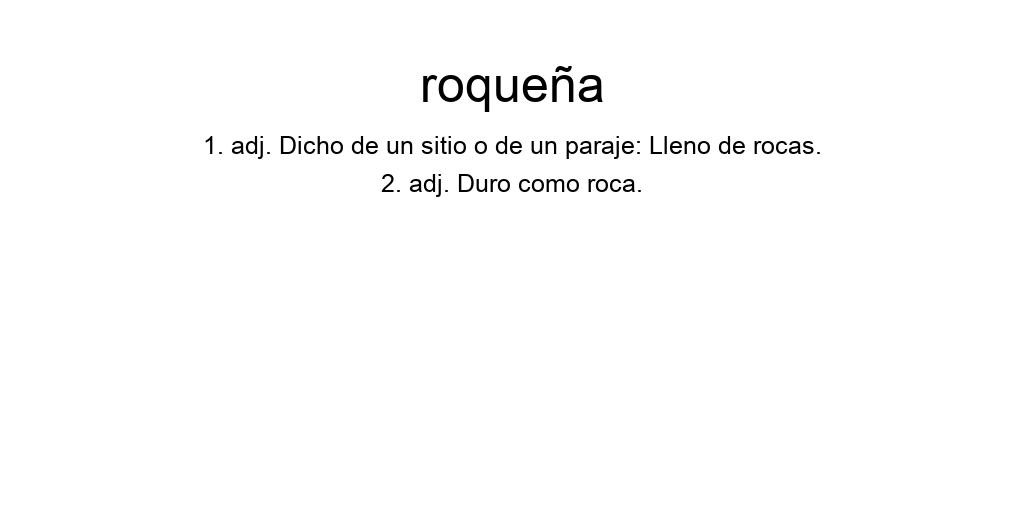 roqueña
1. adj. Dicho de un sitio o de un paraje: Lleno de rocas.
2. adj. Duro como roca.